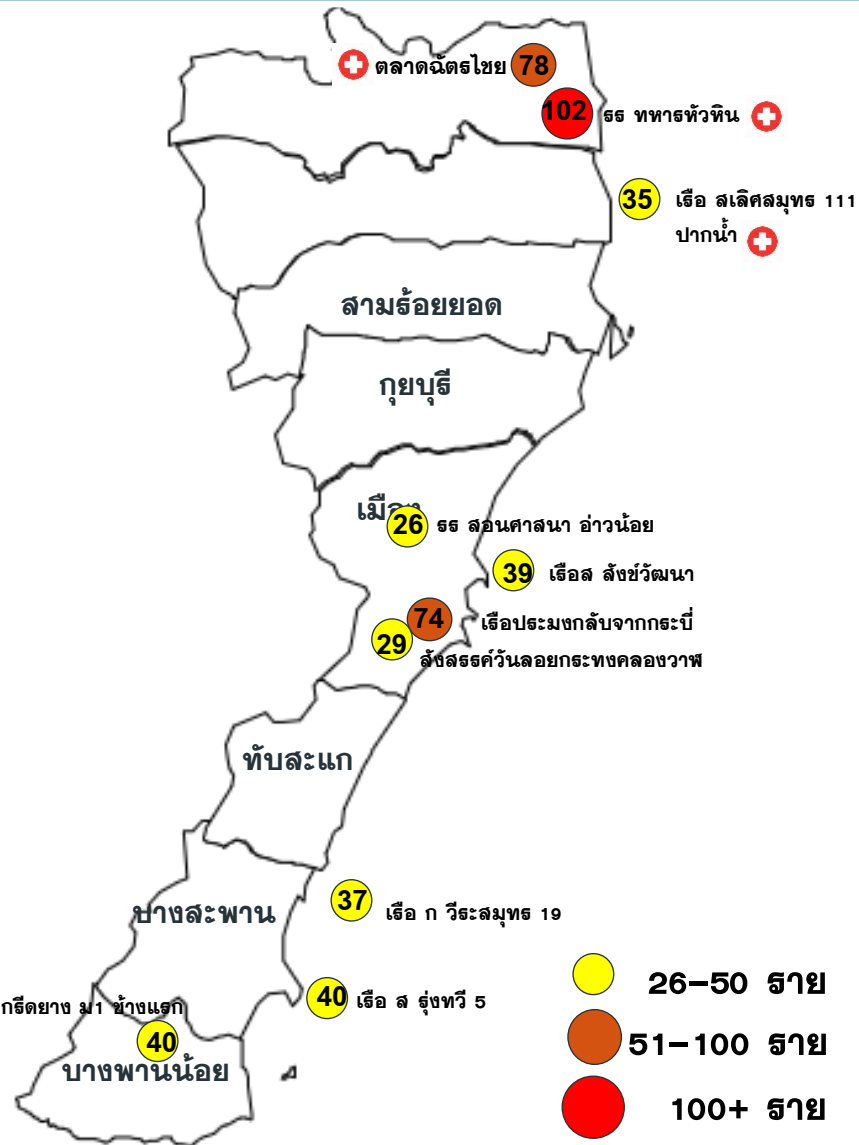 ตลาดฉัตรไชย 78
102 รร ทหารหัวหิน
35 เรือ สเลิศสมุทร 111
ปากน้ำ
สามร้อยยอด
กุยบุรี
เมือง
26 รร สอนศาสนา อ่าวน้อย
39 เรือส สังข์วัฒนา
74 เรือประมงกลับจากกระบี่
29 สังสรรค์วันลอยกระทงคลองวาฬ
ทับสะแก
37 เรือ ก วีระสมุทร 19
บางสะพาน
40 เรือ ส รุ่งทวี 5
กรีดยาง ม1 ช้างแรก
40
บางพานน้อย
26-50 ราย
51-100 ราย
100+ ราย